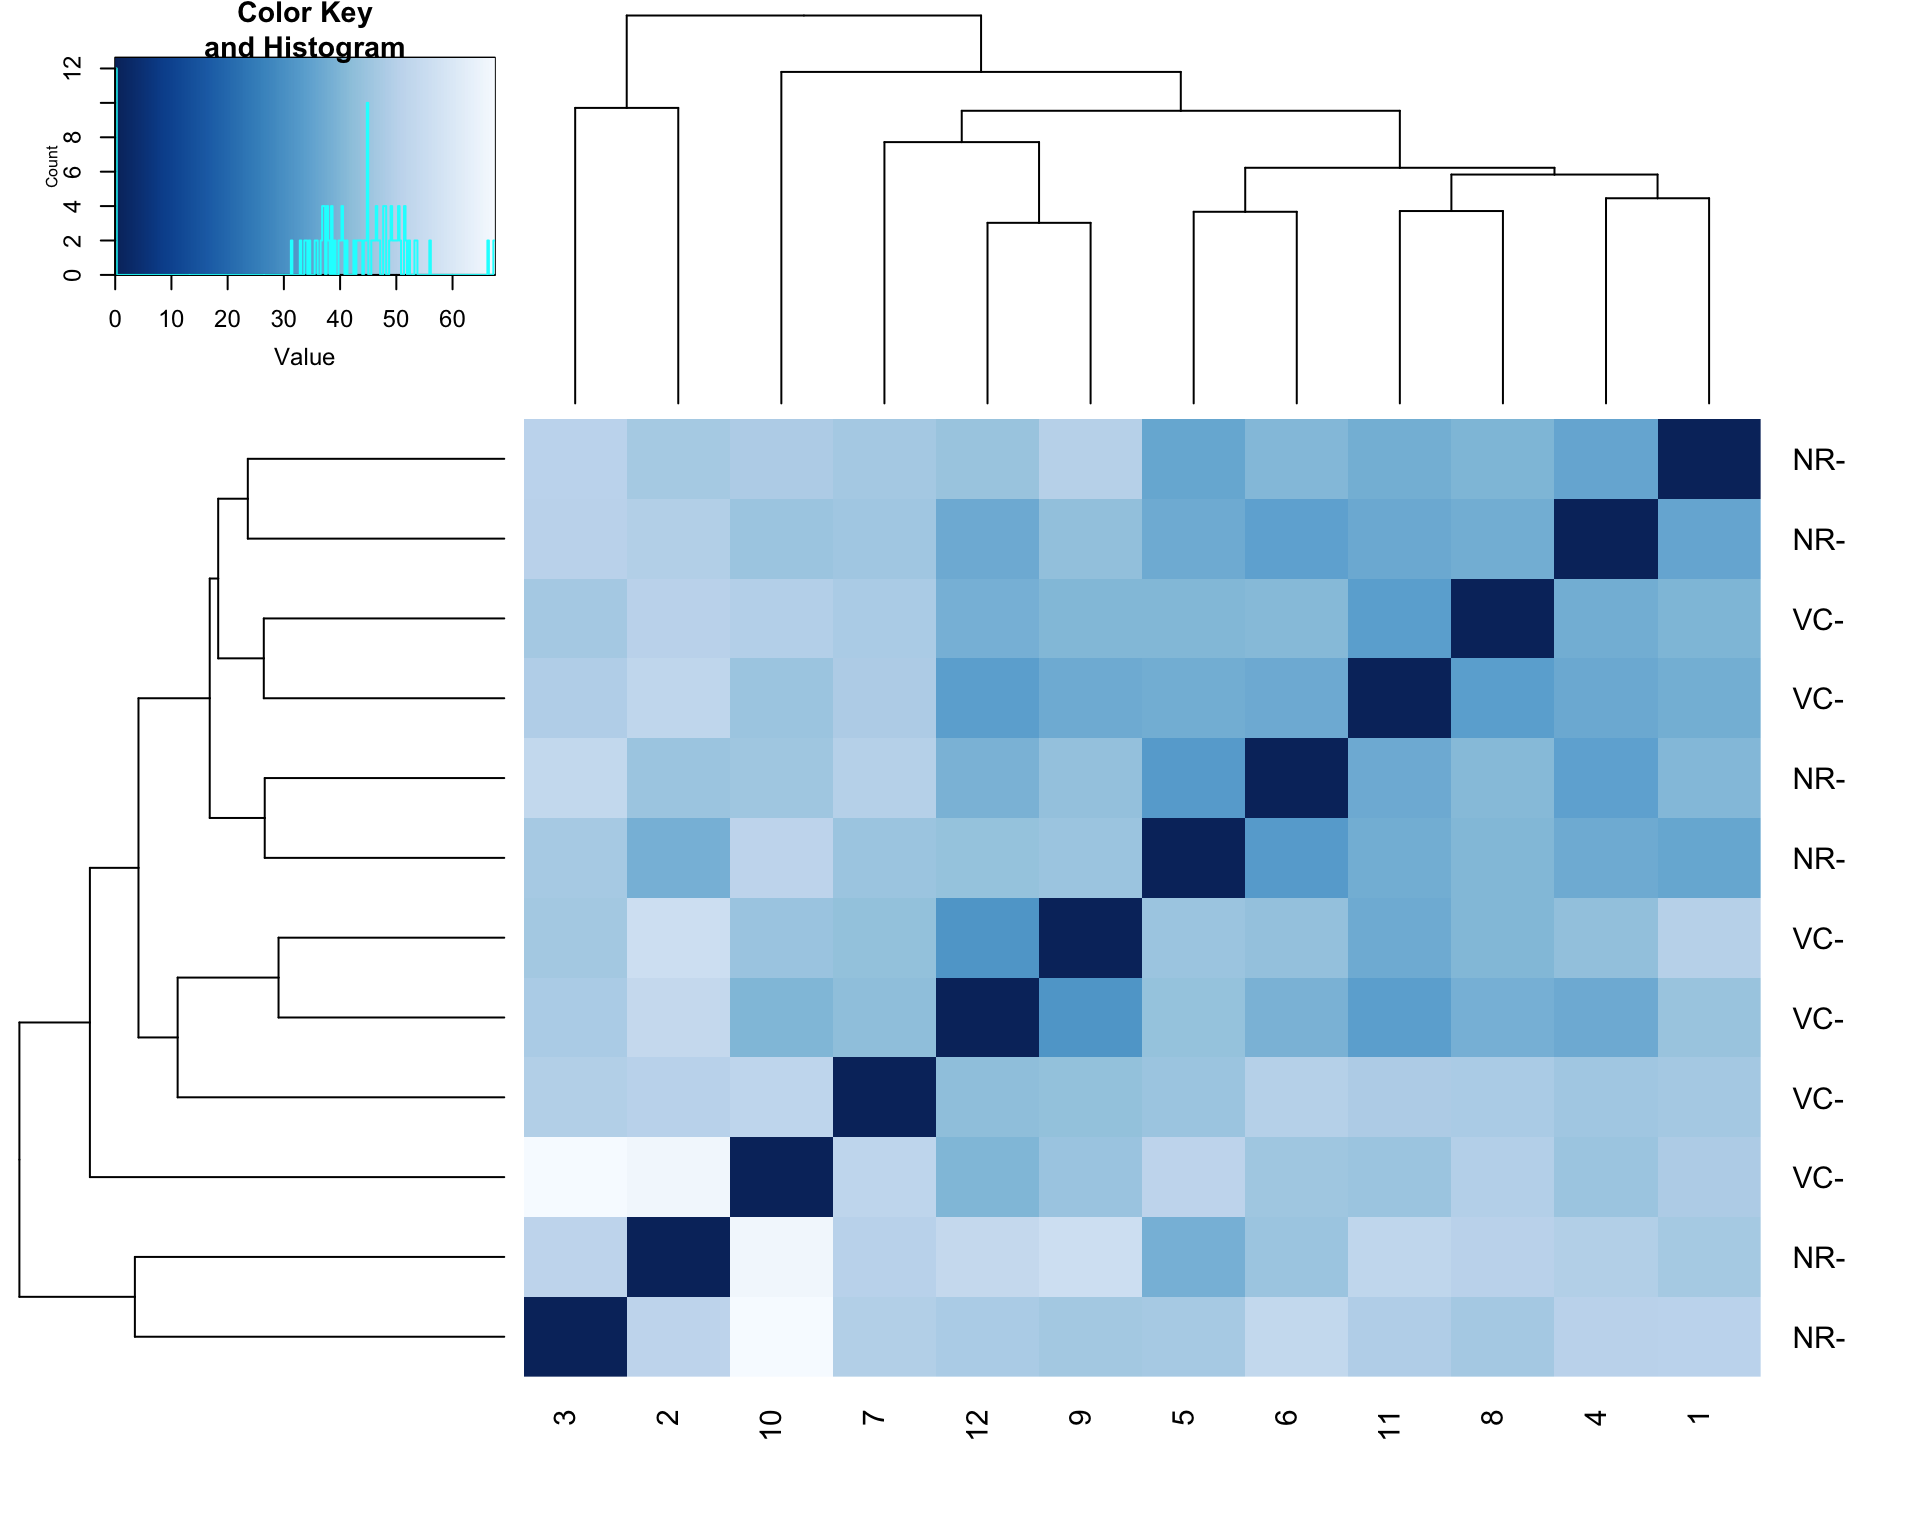 Color Key
and Histogram
Count
12
8
6
4
2
0
0 10 20 30 40 50 60
Value
NR-
NR-
VC-
VC-
NR-
NR-
VC-
VC-
VC-
VC-
NR-
NR-
3 2 10 7 12 9 5 6 11 8 4 1